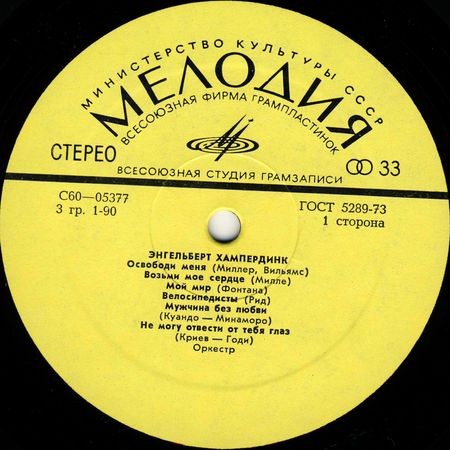 МИНИСТЕРСТВО КУЛЬТУРЫ СССР
МЕЛОДИЯ
ВСЕСОЮЗНАЯ ФИРМА ГРАМПЛАСТИНОК
СТЕРЕО
33
ВСЕСОЮЗНАЯ СТУДИЯ ГРАМЗАПИСИ
С60—05377
ГОСТ 5289-73
3 гр. 1-90
1 сторона
ЭНГЕЛЬБЕРТ ХАМПЕРДИНК
Освободи меня (Миллер, Вильямс)
Возьми мое сердце (Милле)
Мой мир (Фонтана)
Велосипедисты (Рид)
Мужчина без любви
(Куандо — Минаморо)
Не могу отвести от тебя глаз
(Криев — Годи)
Оркестр